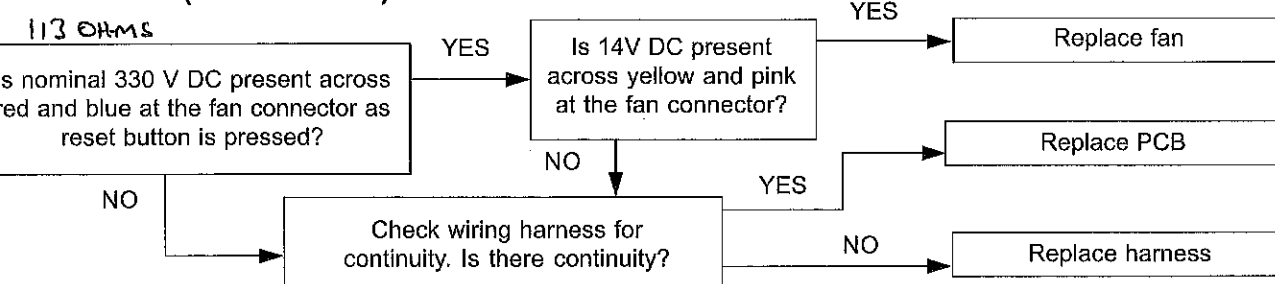 113 OHMS
s nominal 330 V DC present across
red and blue at the fan connector as
reset button is pressed?
YES
NO
Is 14V DC present
across yellow and pink
at the fan connector?
YES
NO
Replace fan
Check wiring harness for
continuity. Is there continuity?
YES
NO
Replace PCB
Replace harness